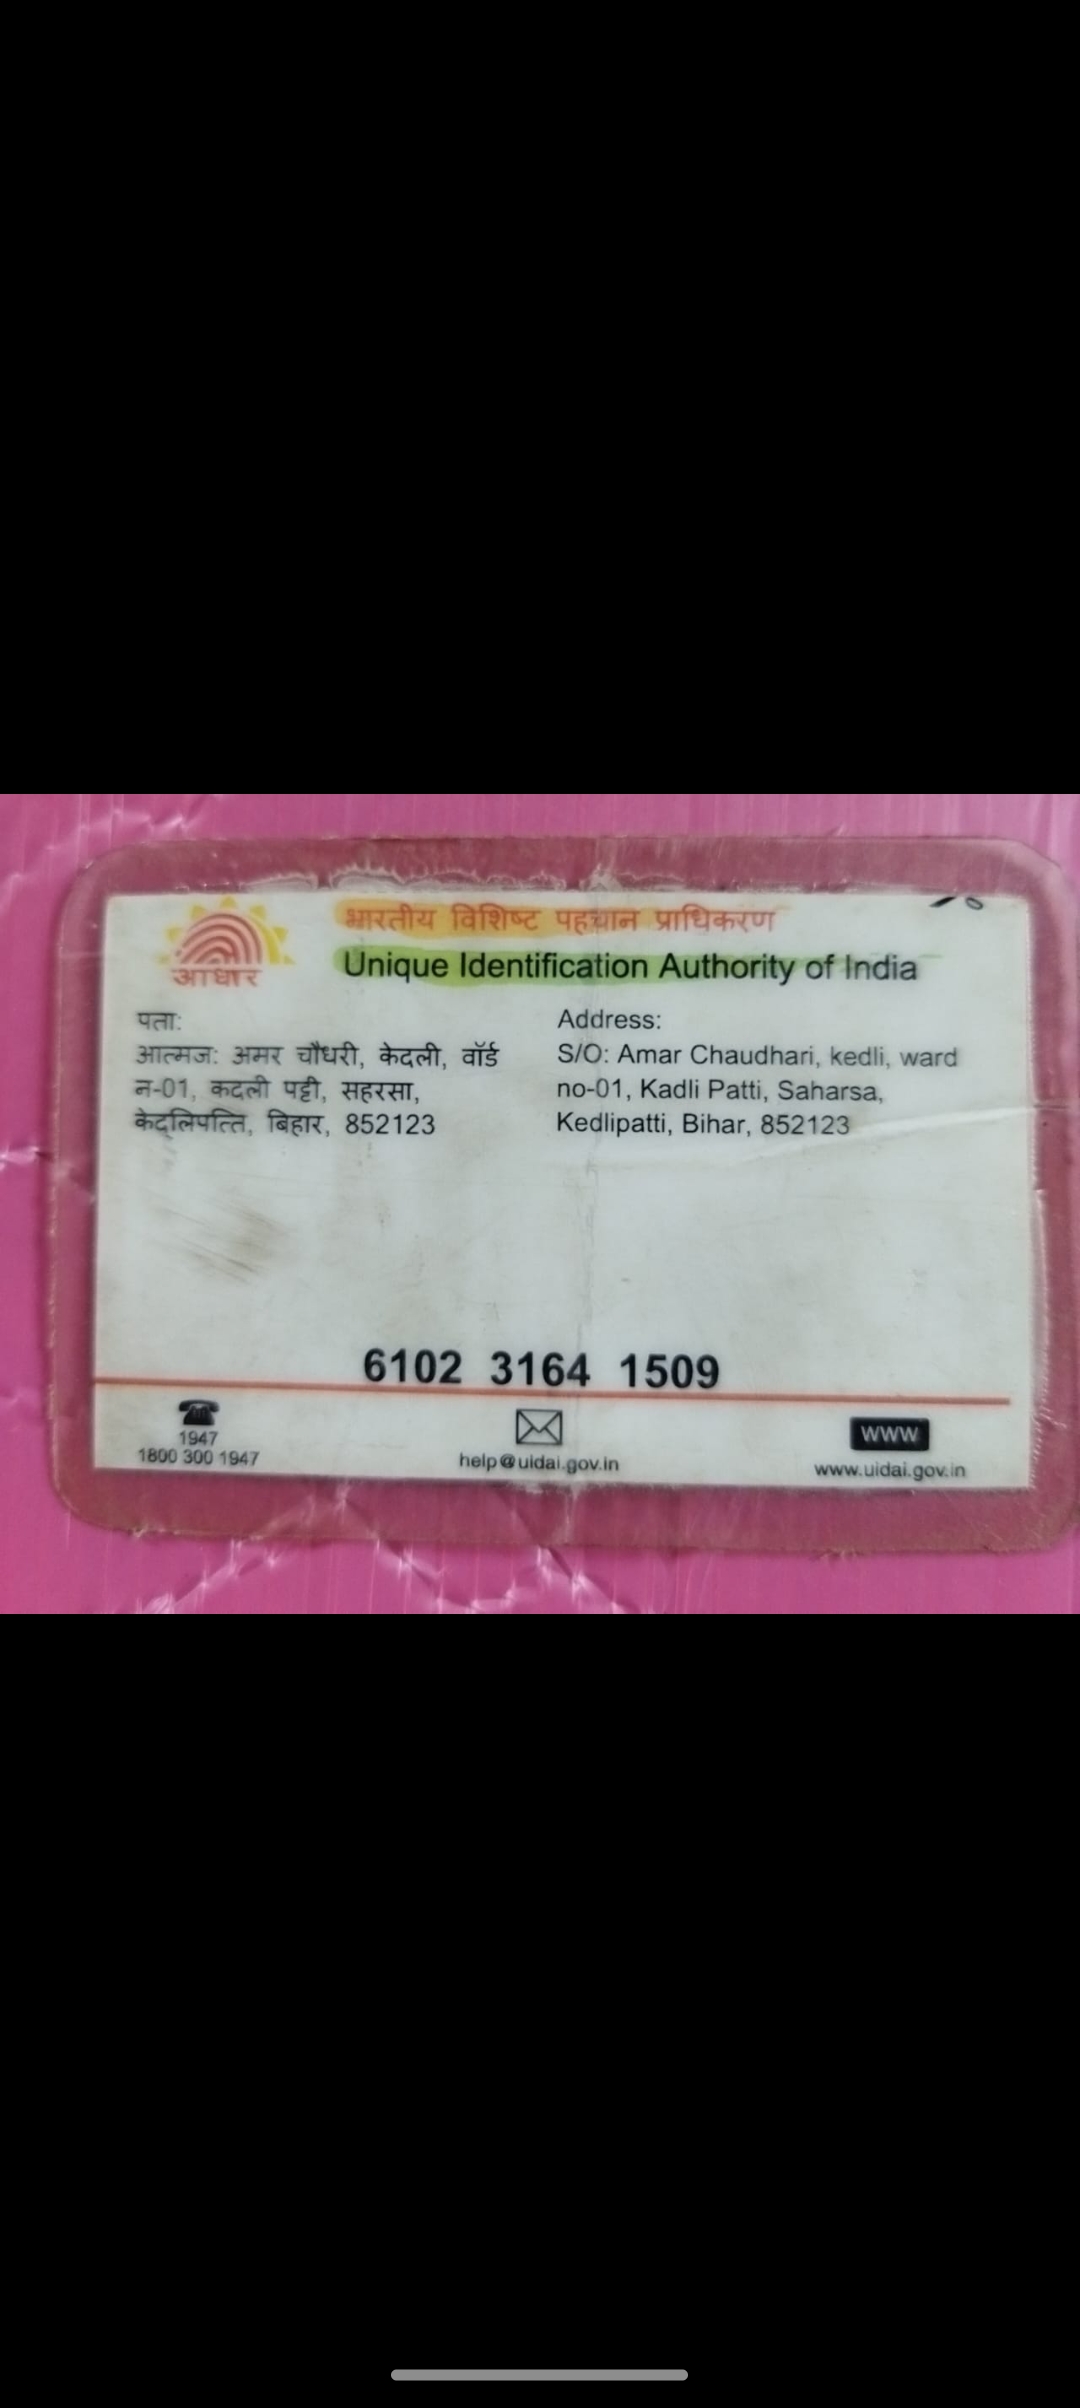 आधार
भारतीय विशिष्ट पहचान प्राधिकरण
Unique Identification Authority of India
पता:
आत्मज: अमर चौधरी, केदली, वॉर्ड
न-01, कदली पट्टी, सहरसा,
केद्लिपत्ति, बिहार, 852123
Address:
S/O: Amar Chaudhari, kedli, ward
no-01, Kadli Patti, Saharsa,
Kedlipatti, Bihar, 852123
6102 3164 1509
1947
1800 300 1947
help@uidai.gov.in
WWW
www.uidai.gov.in